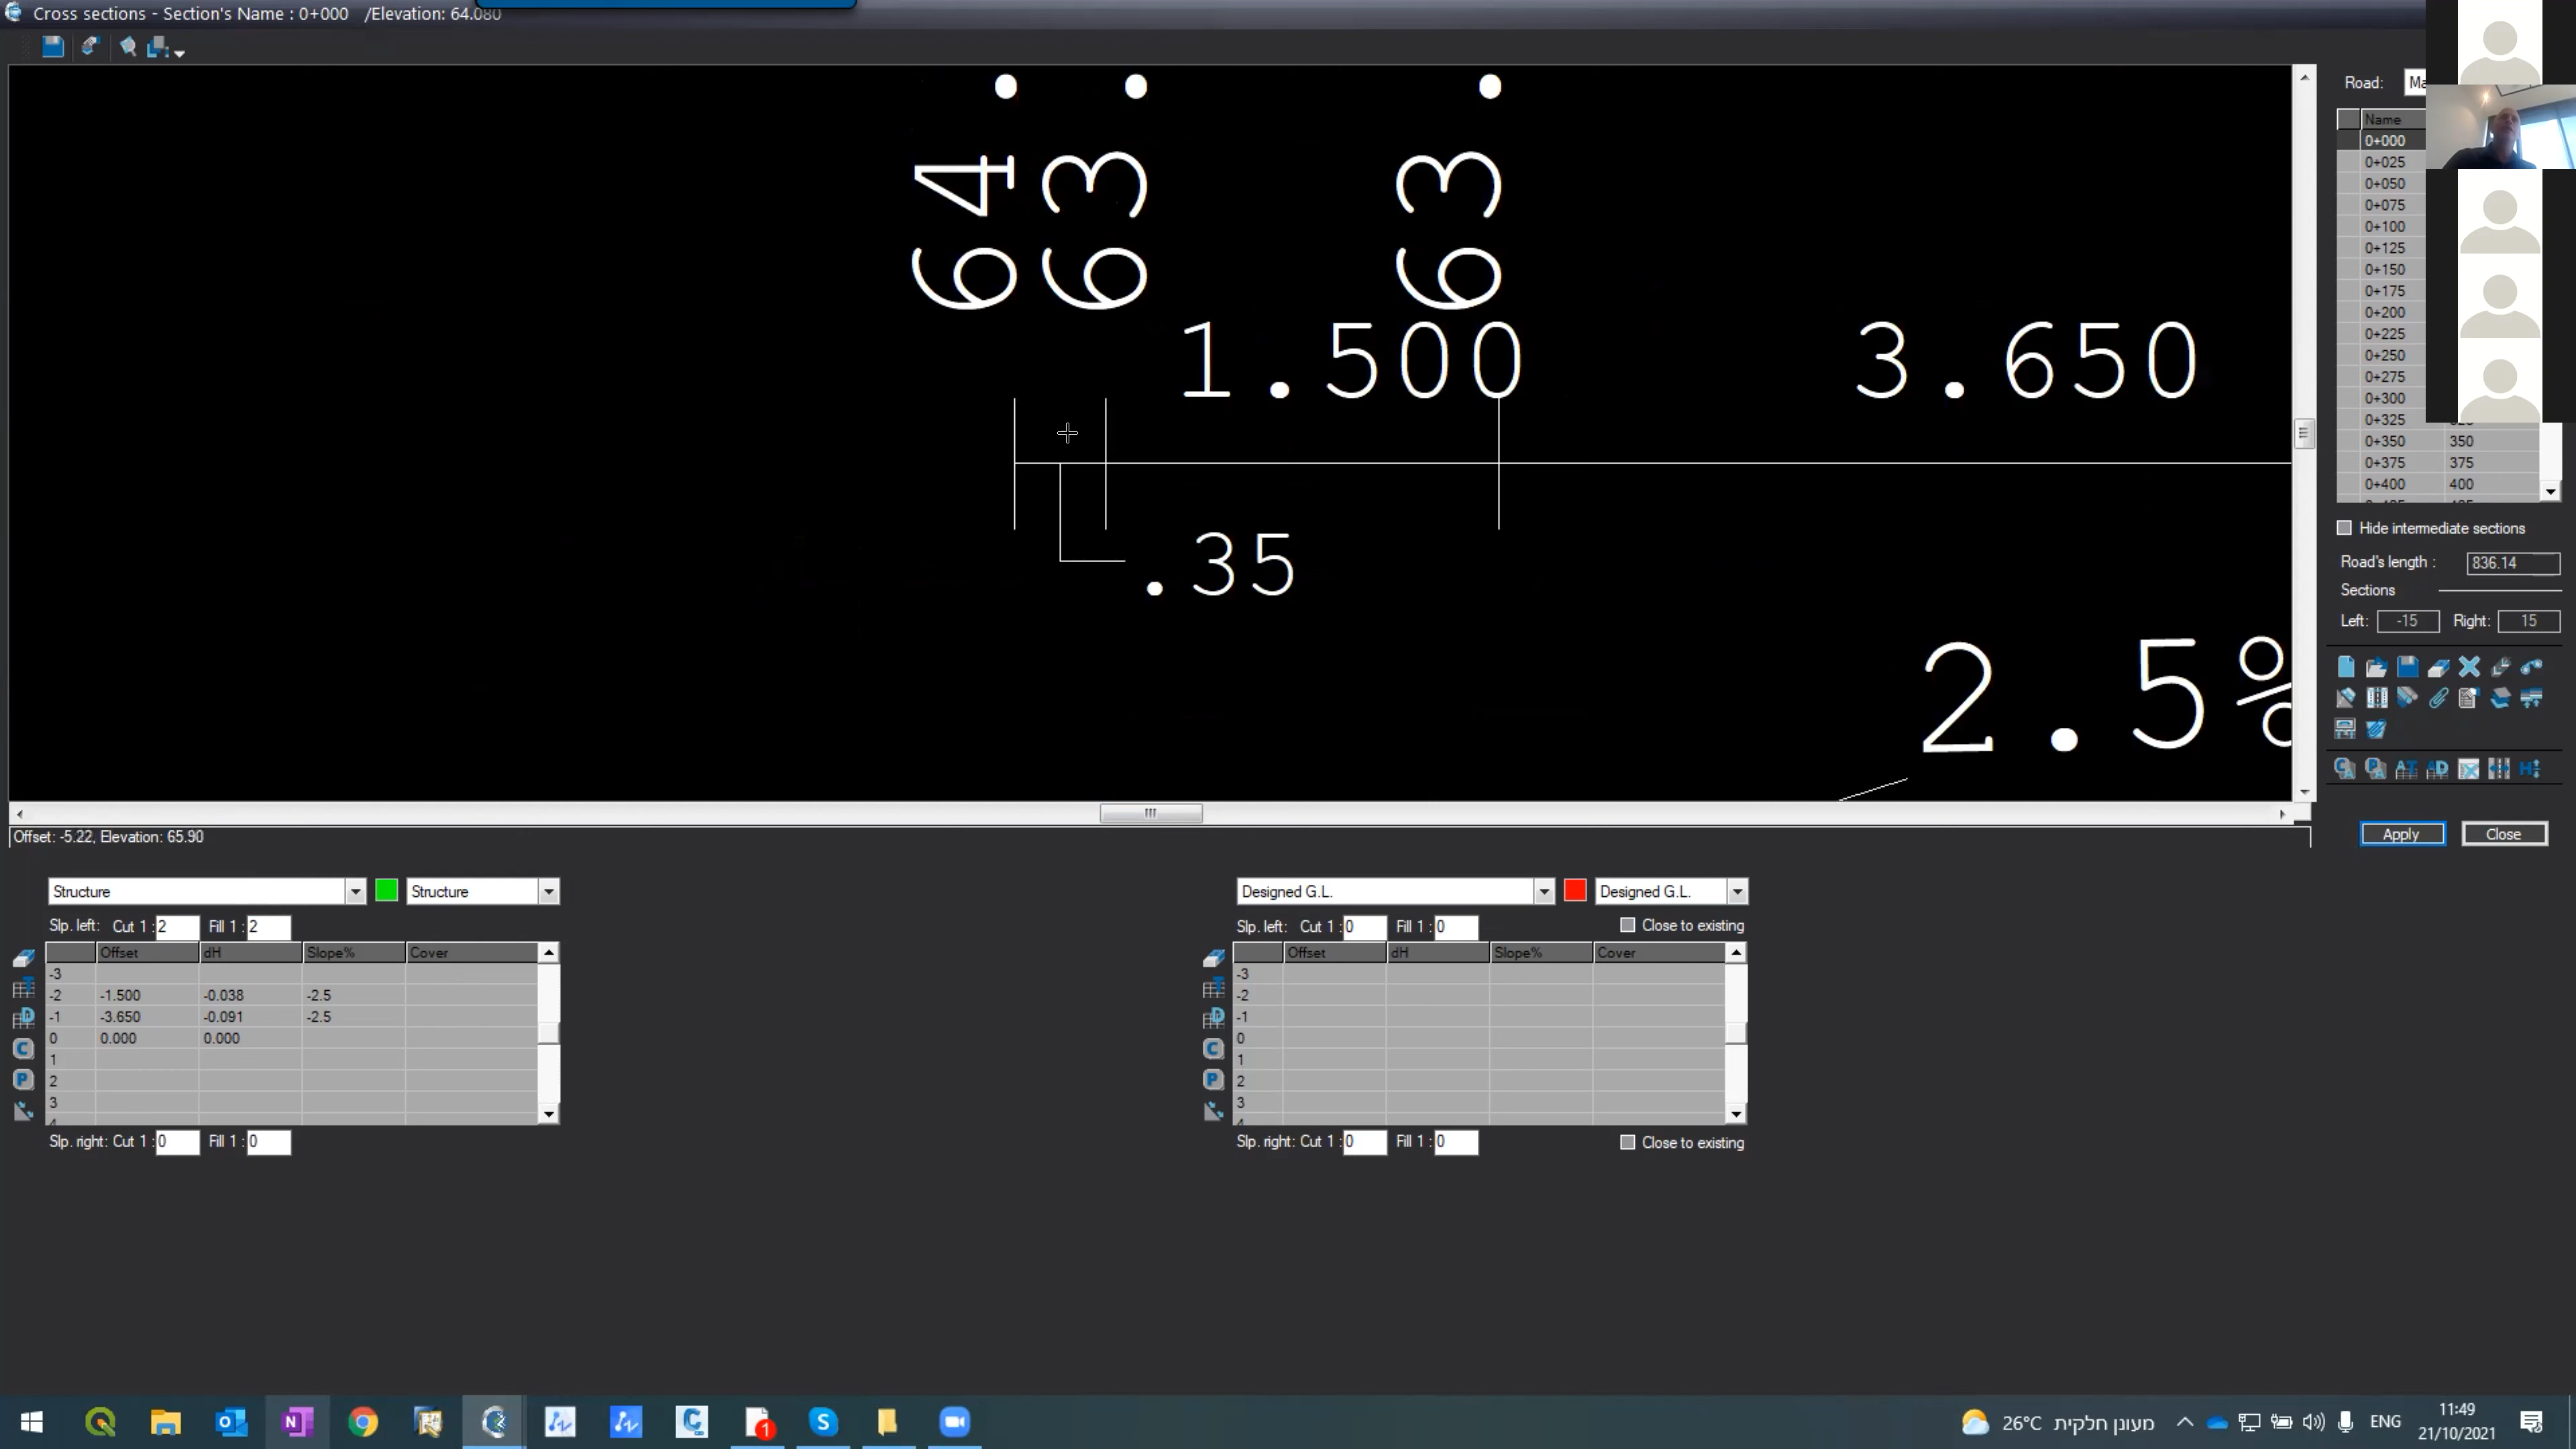 Cross sections - Section's Name : 0+000 /Elevation: 64.080
64.
63.
63.
1.500
3.650
.35
2.5%
Road:
Name
0+000
0+025
0+050
0+075
0+100
0+125
0+150
0+175
0+200
0+225
0+250
0+275
0+300
0+325
0+350 350
0+375 375
0+400 400
Hide intermediate sections
Road's length : 836.14
Sections
Left: -15 Right: 15
Apply Close
Offset: -5.22, Elevation: 65.90
Structure Structure
Slp. left: Cut 1 : 2 Fill 1 : 2
Offset dH Slope% Cover
-3
-2 -1.500 -0.038 -2.5
-1 -3.650 -0.091 -2.5
0 0.000 0.000
1
2
3
Slp. right: Cut 1 : 0 Fill 1 : 0
Designed G.L. Designed G.L.
Slp. left: Cut 1 : 0 Fill 1 : 0 Close to existing
Offset dH Slope% Cover
-3
-2
-1
0
1
2
3
Slp. right: Cut 1 : 0 Fill 1 : 0 Close to existing
26°C מעונן חלקית
ENG
11:49
21/10/2021